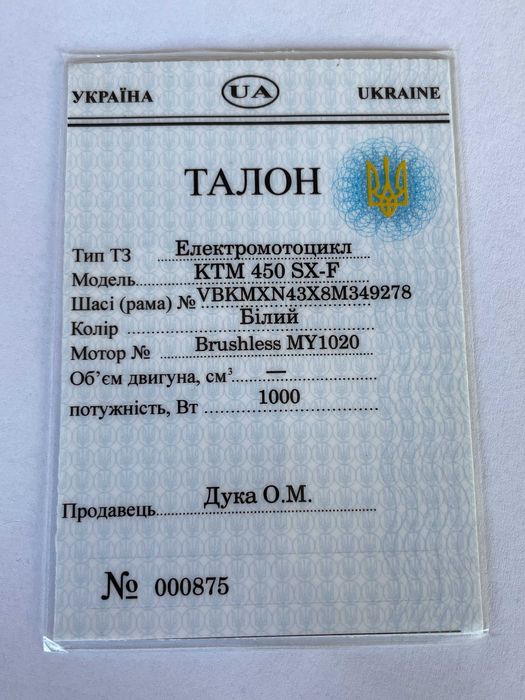 УКРАЇНА UA UKRAINE
ТАЛОН
Тип ТЗ Електромотоцикл
Модель KTM 450 SX-F
Шасі (рама) № VBKMXN43X8M349278
Колір Білий
Мотор № Brushless MY1020
Об’єм двигуна, см³ —
потужність, Вт 1000
Продавець Дука О.М.
№ 000875